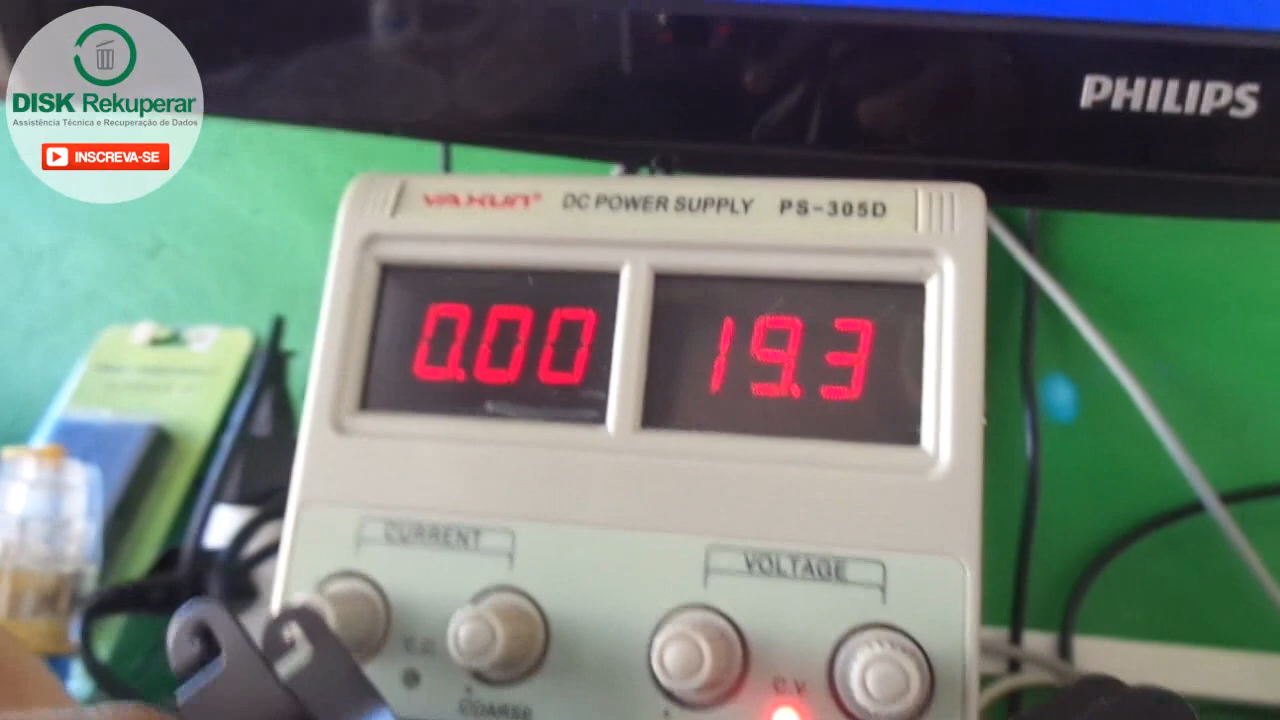 DISK Rekuperar
Assistência Técnica e Recuperação de Dados
INSCREVA-SE
PHILIPS
YAXUN DC POWER SUPPLY PS-305D
0.00 19.3
CURRENT VOLTAGE
C.C C.V
COARSE